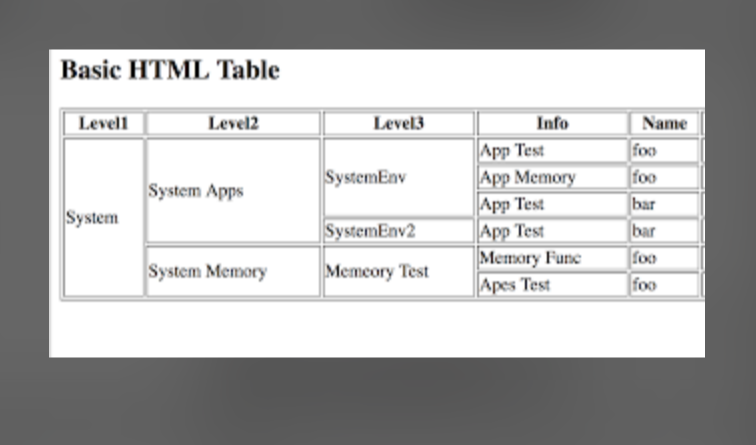 Basic HTML Table
Level1 Level2 Level3 Info Name
System System Apps SystemEnv App Test foo
App Memory foo
App Test bar
SystemEnv2 App Test bar
System Memory Memeory Test Memory Func foo
Apes Test foo